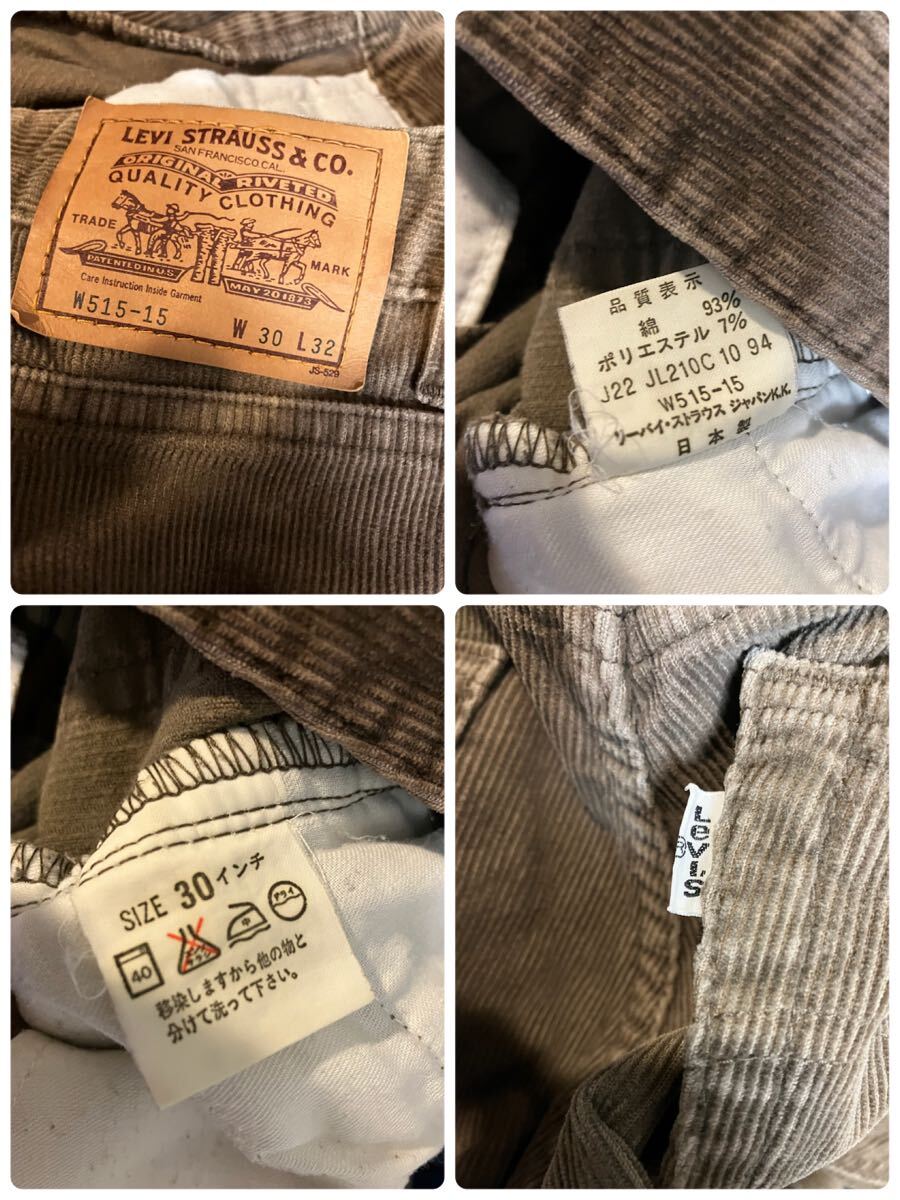 LEVI STRAUSS & CO.
SAN FRANCISCO CAL.
ORIGINAL RIVETED
QUALITY CLOTHING
TRADE MARK
PATENTED IN U.S.
MAY 20 1873
Care Instruction Inside Garment
W515-15 W 30 L 32
JS-529
品質表示
綿 93%
ポリエステル 7%
J22 JL210C 10 94
W515-15
リーバイ・ストラウス ジャパンK.K.
日本製
SIZE 30インチ
40 中 ドライ
移染しますから他の物と
分けて洗って下さい。
LEVI'S